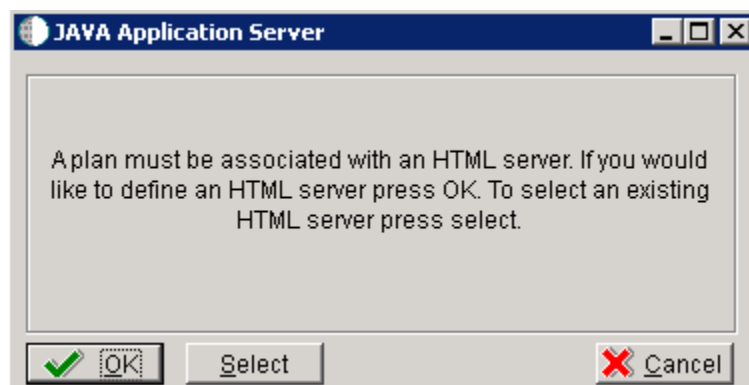 JAVA Application Server
A plan must be associated with an HTML server. If you would
like to define an HTML server press OK. To select an existing
HTML server press select.
OK Select Cancel